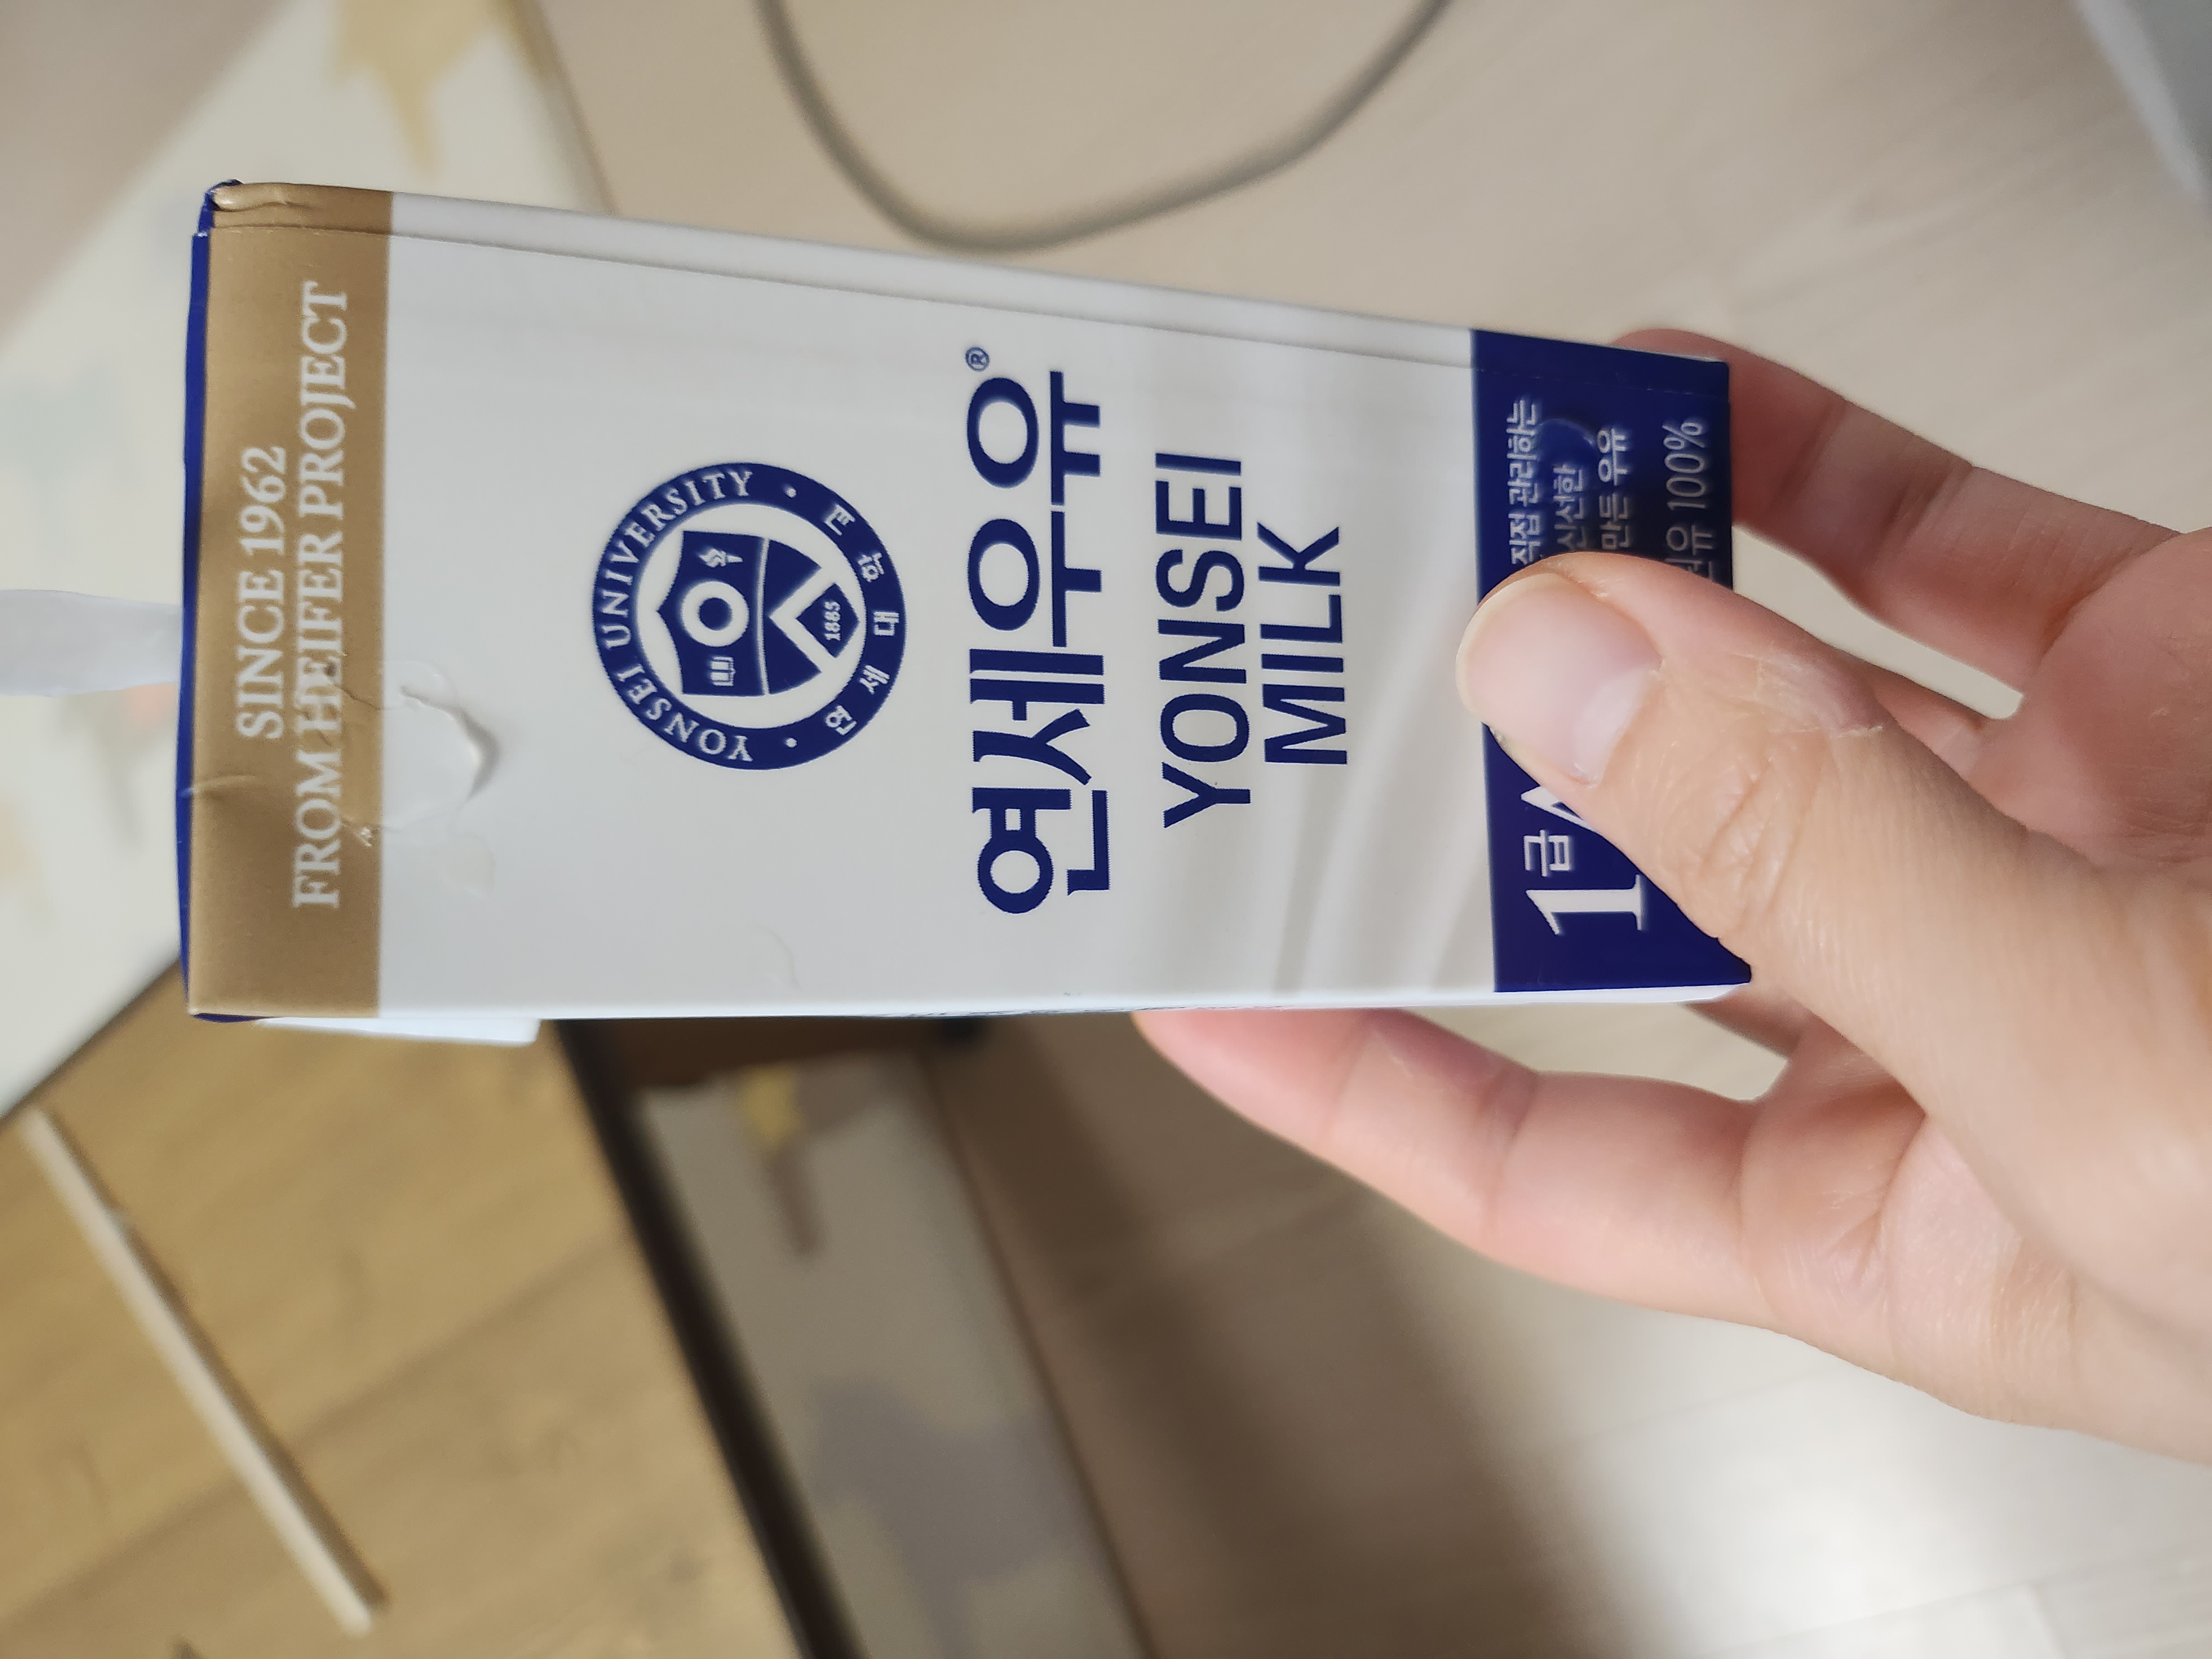 SINCE 1962
FROM HEIFER PROJECT
YONSEI UNIVERSITY
연세대학교
1885
연세우유®
YONSEI
MILK
1급
직접 관리하는
신선한
만든 우유
100%